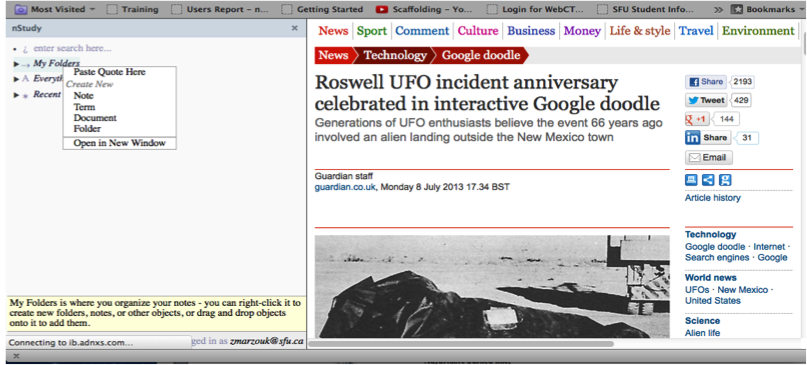 Most Visited
Training
Users Report – n...
Getting Started
Scaffolding – Yo...
Login for WebCT...
SFU Student Info...
»
Bookmarks
nStudy
×
enter search here...
My Folders
A
Recent
Paste Quote Here
Create New
Note
Term
Document
Folder
Open in New Window
My Folders is where you organize your notes - you can right-click it to
create new folders, notes, or other objects, or drag and drop objects
onto it to add them.
Connecting to ib.adnxs.com...
ged in as zmarzouk@sfu.ca
×
News Sport Comment Culture Business Money Life & style Travel Environment
News Technology Google doodle
Roswell UFO incident anniversary
celebrated in interactive Google doodle
Generations of UFO enthusiasts believe the event 66 years ago
involved an alien landing outside the New Mexico town
Guardian staff
guardian.co.uk, Monday 8 July 2013 17.34 BST
Share 2193
Tweet 429
+1 144
in Share 31
Email
Article history
Technology
Google doodle · Internet ·
Search engines · Google
World news
UFOs · New Mexico ·
United States
Science
Alien life